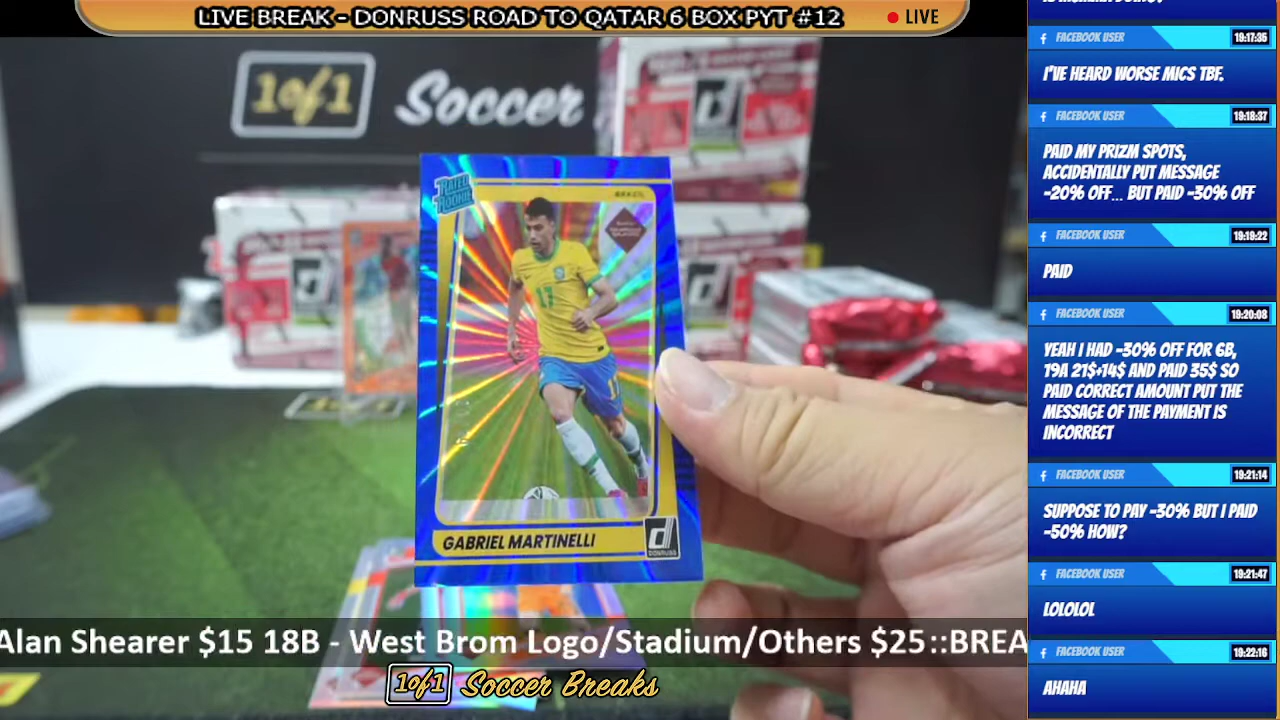 LIVE BREAK - DONRUSS ROAD TO QATAR 6 BOX PYT #12
LIVE
1of1 Soccer
RATED ROOKIE
BRASIL
17
GABRIEL MARTINELLI
DONRUSS
Alan Shearer $15 18B - West Brom Logo/Stadium/Others $25::BREA
1of1 Soccer Breaks
FACEBOOK USER 19:17:35
I'VE HEARD WORSE MICS TBF.
FACEBOOK USER 19:18:37
PAID MY PRIZM SPOTS,
ACCIDENTALLY PUT MESSAGE
-20% OFF... BUT PAID -30% OFF
FACEBOOK USER 19:19:22
PAID
FACEBOOK USER 19:20:08
YEAH I HAD -30% OFF FOR 6B,
19A 21$+14$ AND PAID 35$ SO
PAID CORRECT AMOUNT PUT THE
MESSAGE OF THE PAYMENT IS
INCORRECT
FACEBOOK USER 19:21:14
SUPPOSE TO PAY -30% BUT I PAID
-50% HOW?
FACEBOOK USER 19:21:47
LOLOLOL
FACEBOOK USER 19:22:16
AHAHA